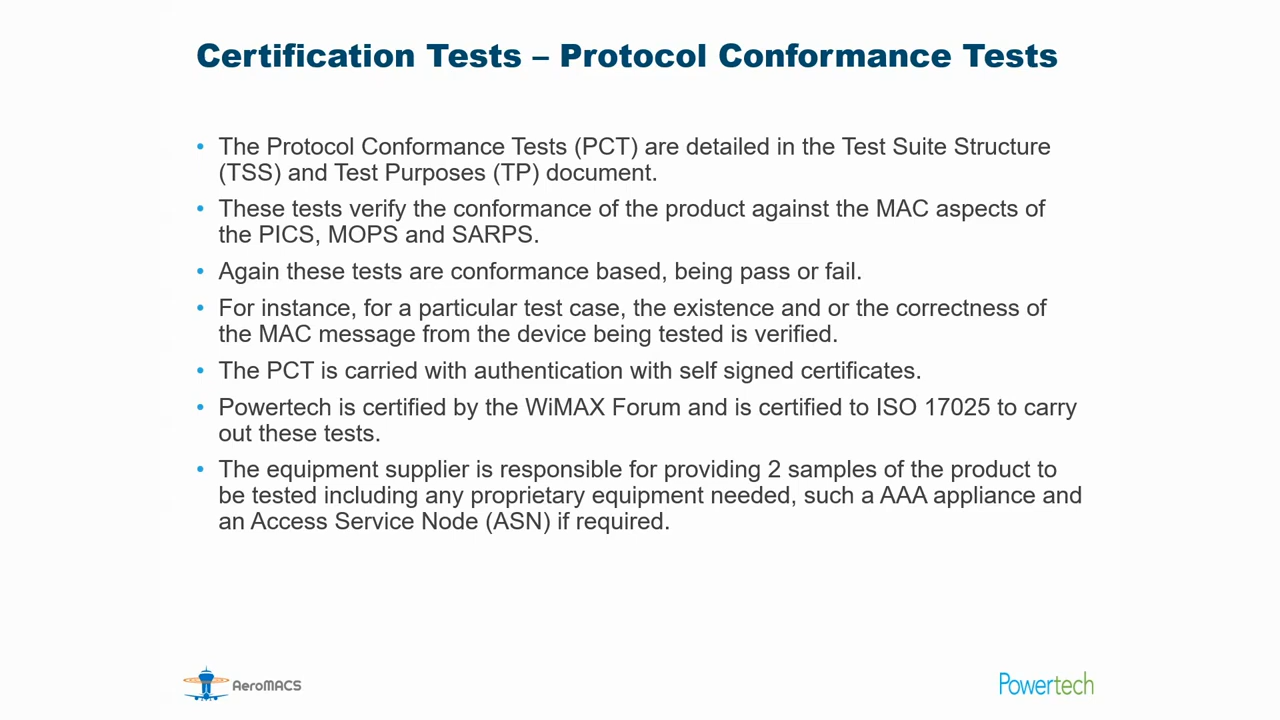 Certification Tests – Protocol Conformance Tests
• The Protocol Conformance Tests (PCT) are detailed in the Test Suite Structure
(TSS) and Test Purposes (TP) document.
• These tests verify the conformance of the product against the MAC aspects of
the PICS, MOPS and SARPS.
• Again these tests are conformance based, being pass or fail.
• For instance, for a particular test case, the existence and or the correctness of
the MAC message from the device being tested is verified.
• The PCT is carried with authentication with self signed certificates.
• Powertech is certified by the WiMAX Forum and is certified to ISO 17025 to carry
out these tests.
• The equipment supplier is responsible for providing 2 samples of the product to
be tested including any proprietary equipment needed, such a AAA appliance and
an Access Service Node (ASN) if required.
AeroMACS
Powertech